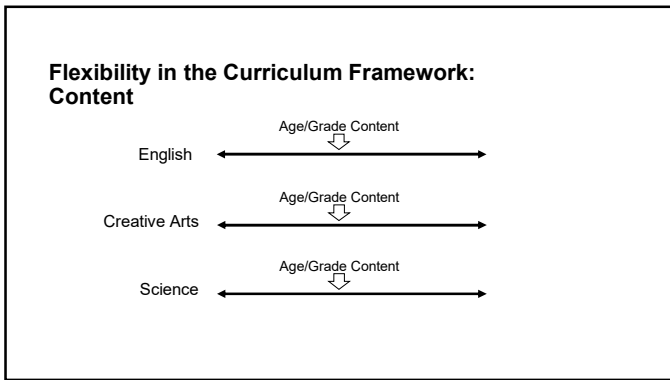 Flexibility in the Curriculum Framework:
Content
Age/Grade Content
English
Age/Grade Content
Creative Arts
Age/Grade Content
Science